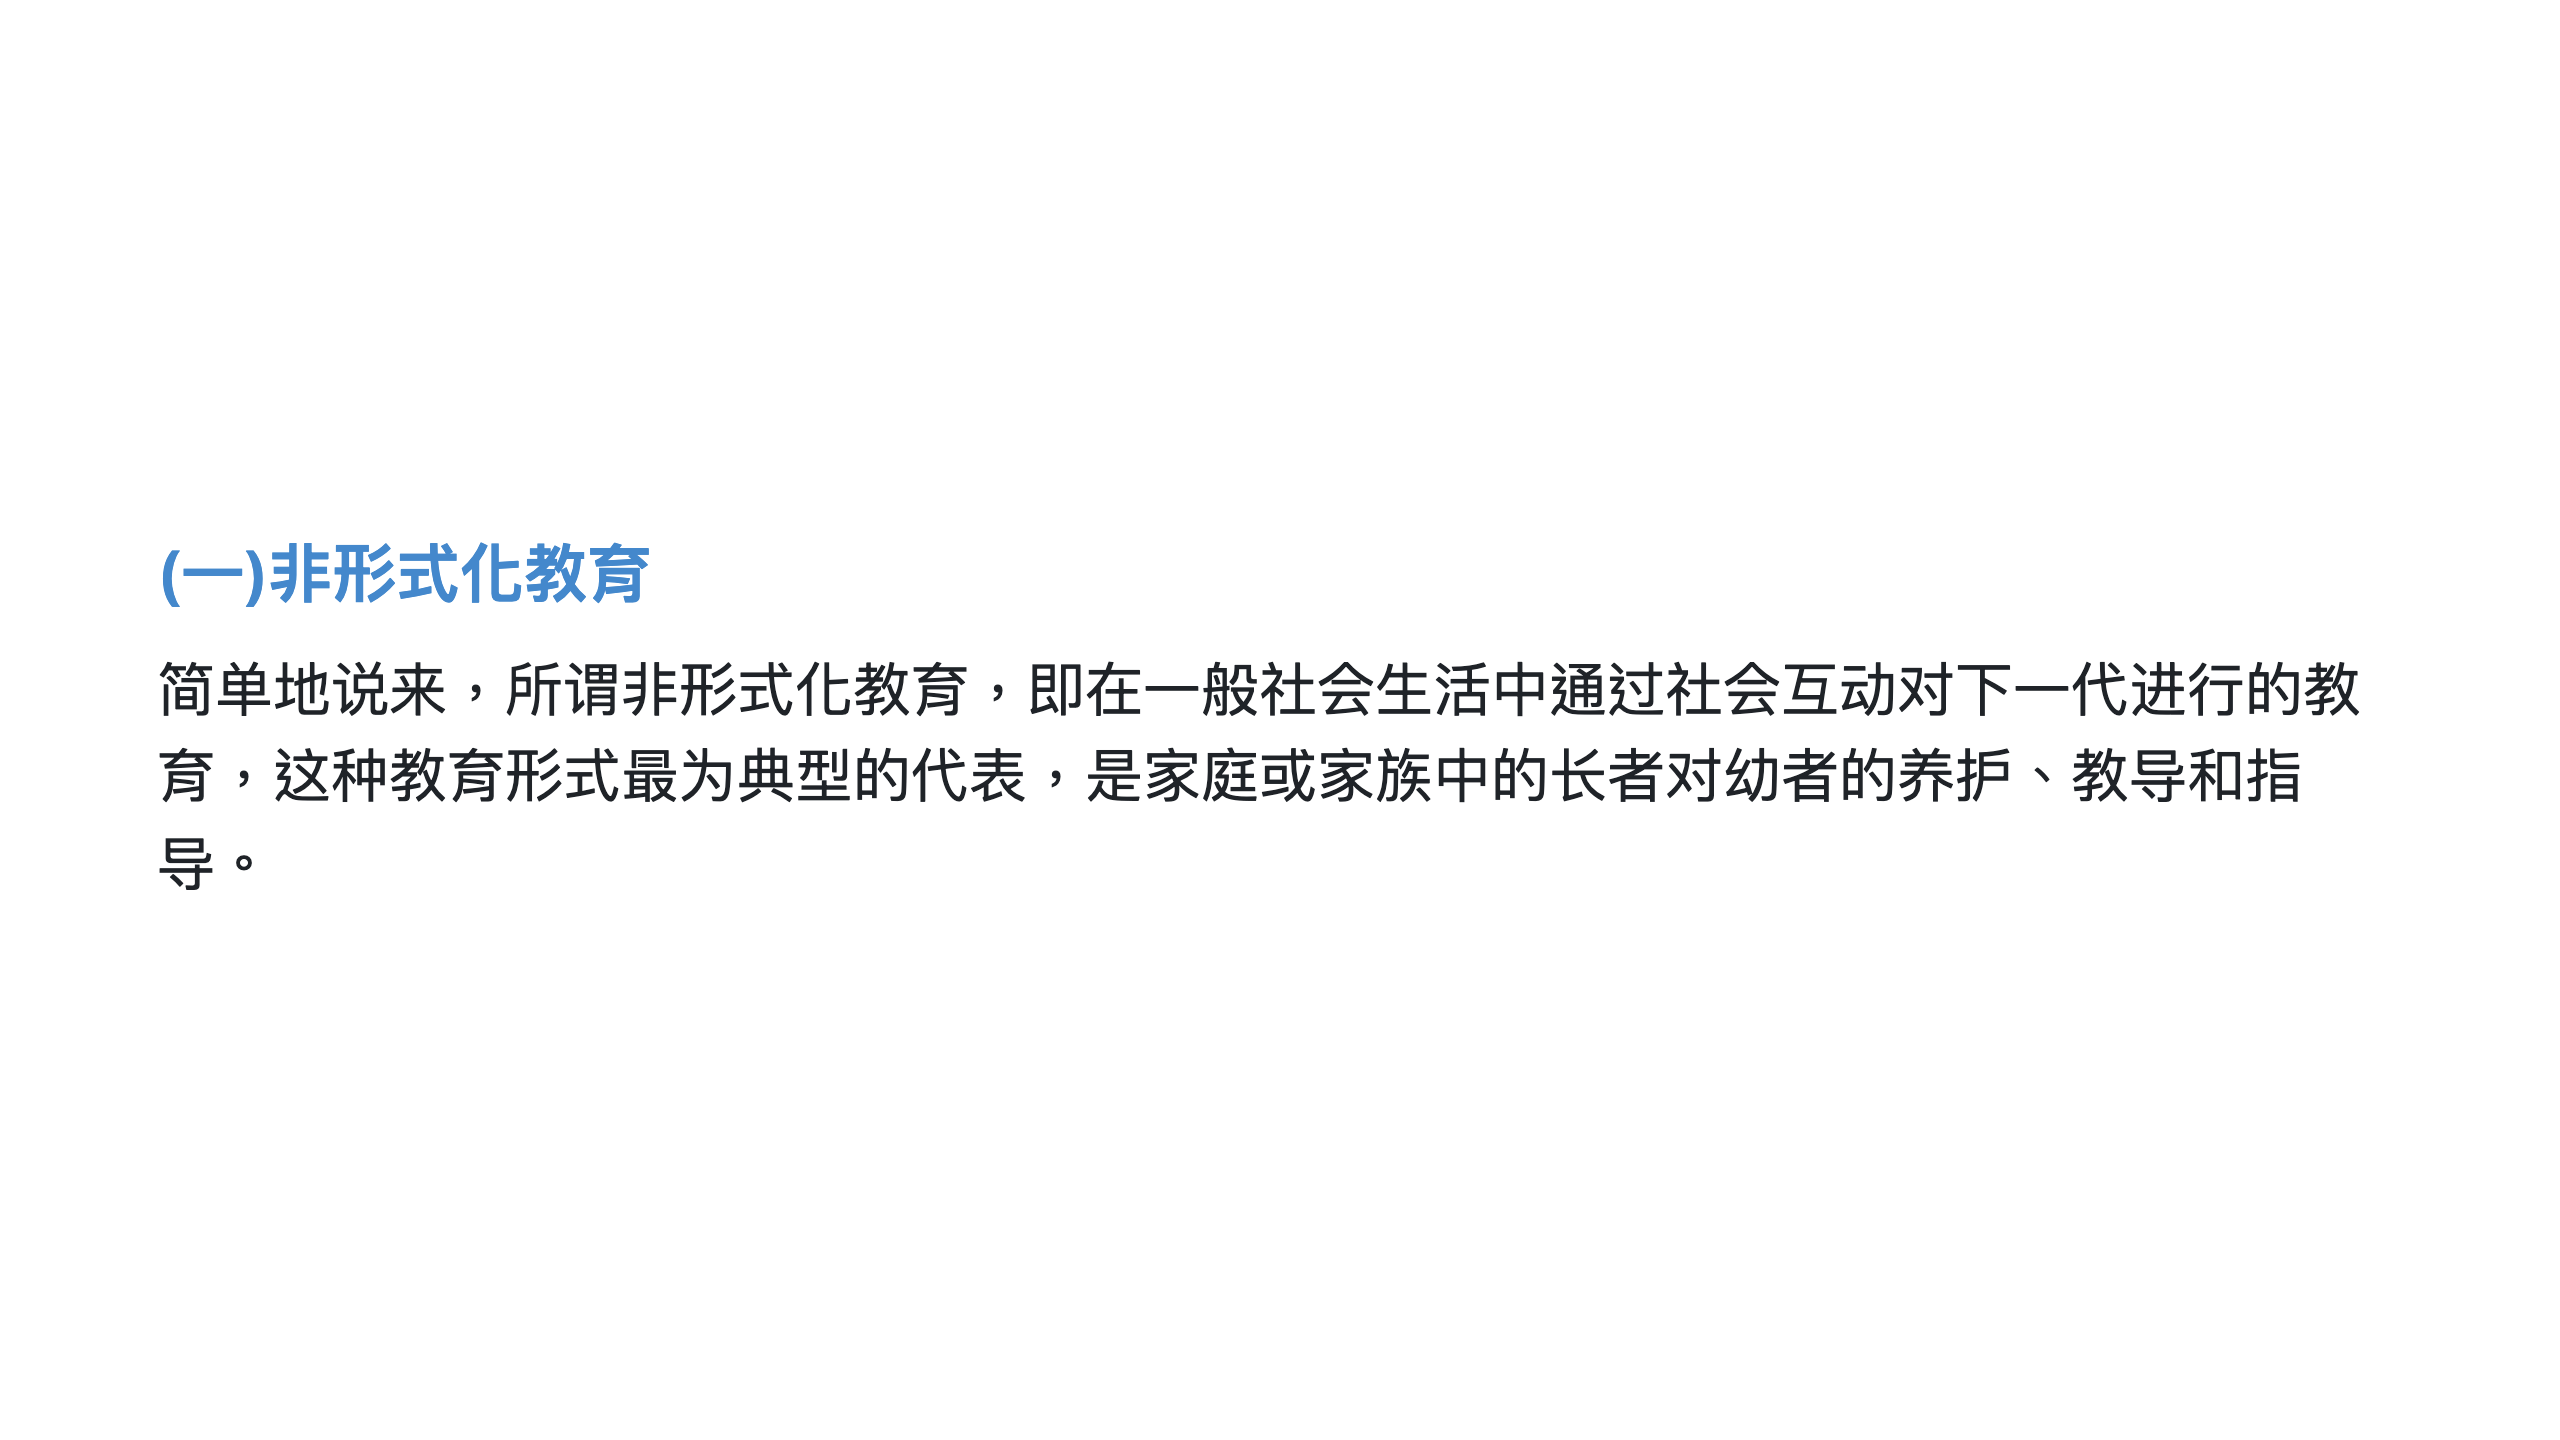 (一)非形式化教育
简单地说来，所谓非形式化教育，即在一般社会生活中通过社会互动对下一代进行的教
育，这种教育形式最为典型的代表，是家庭或家族中的长者对幼者的养护、教导和指
导。